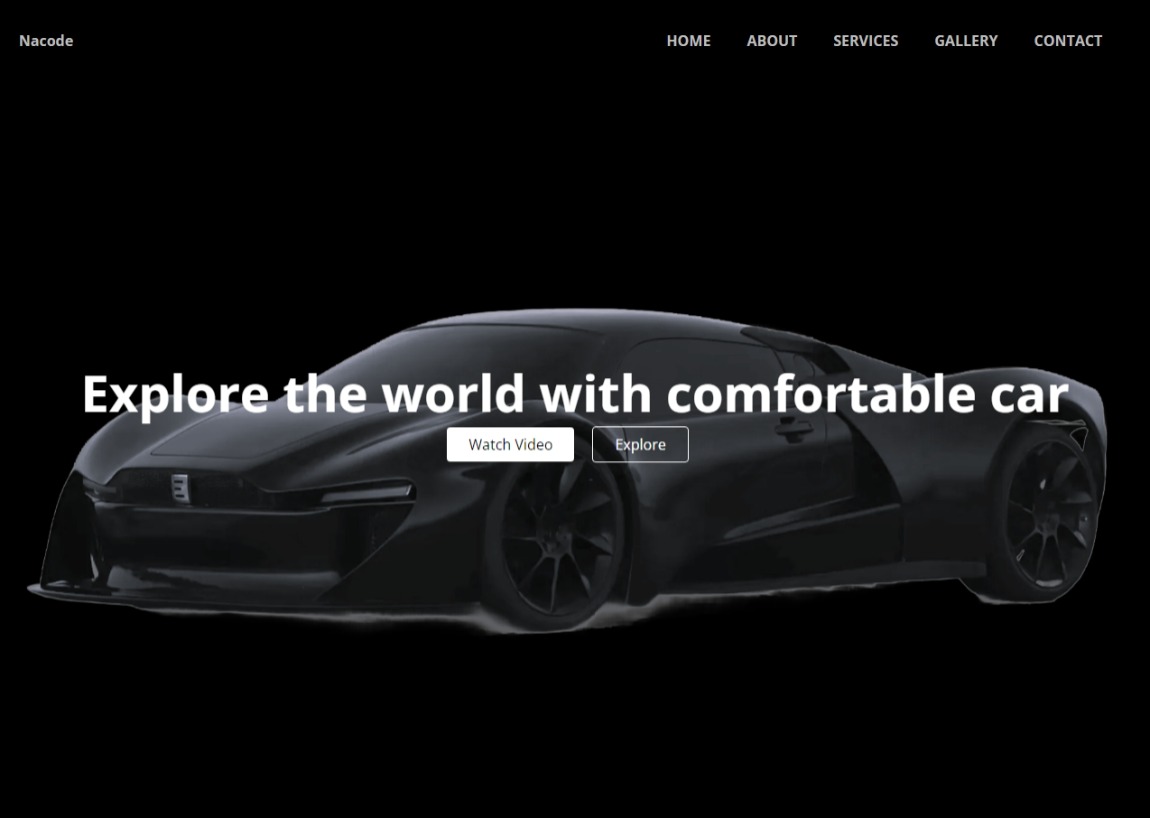 Nacode
HOME ABOUT SERVICES GALLERY CONTACT
Explore the world with comfortable car
Watch Video Explore